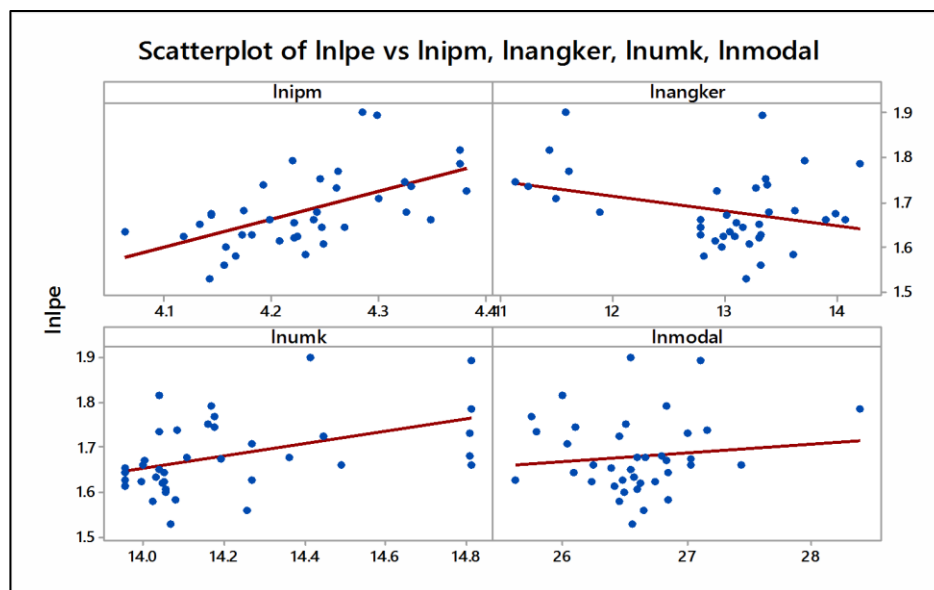 Scatterplot of lnlpe vs lnipm, lnangker, lnumk, lnmodal
lnipm
lnangker
1.9
1.8
1.7
1.6
1.5
4.1 4.2 4.3 4.4
11 12 13 14
lnlpe
lnumk
lnmodal
1.9
1.8
1.7
1.6
1.5
14.0 14.2 14.4 14.6 14.8
26 27 28